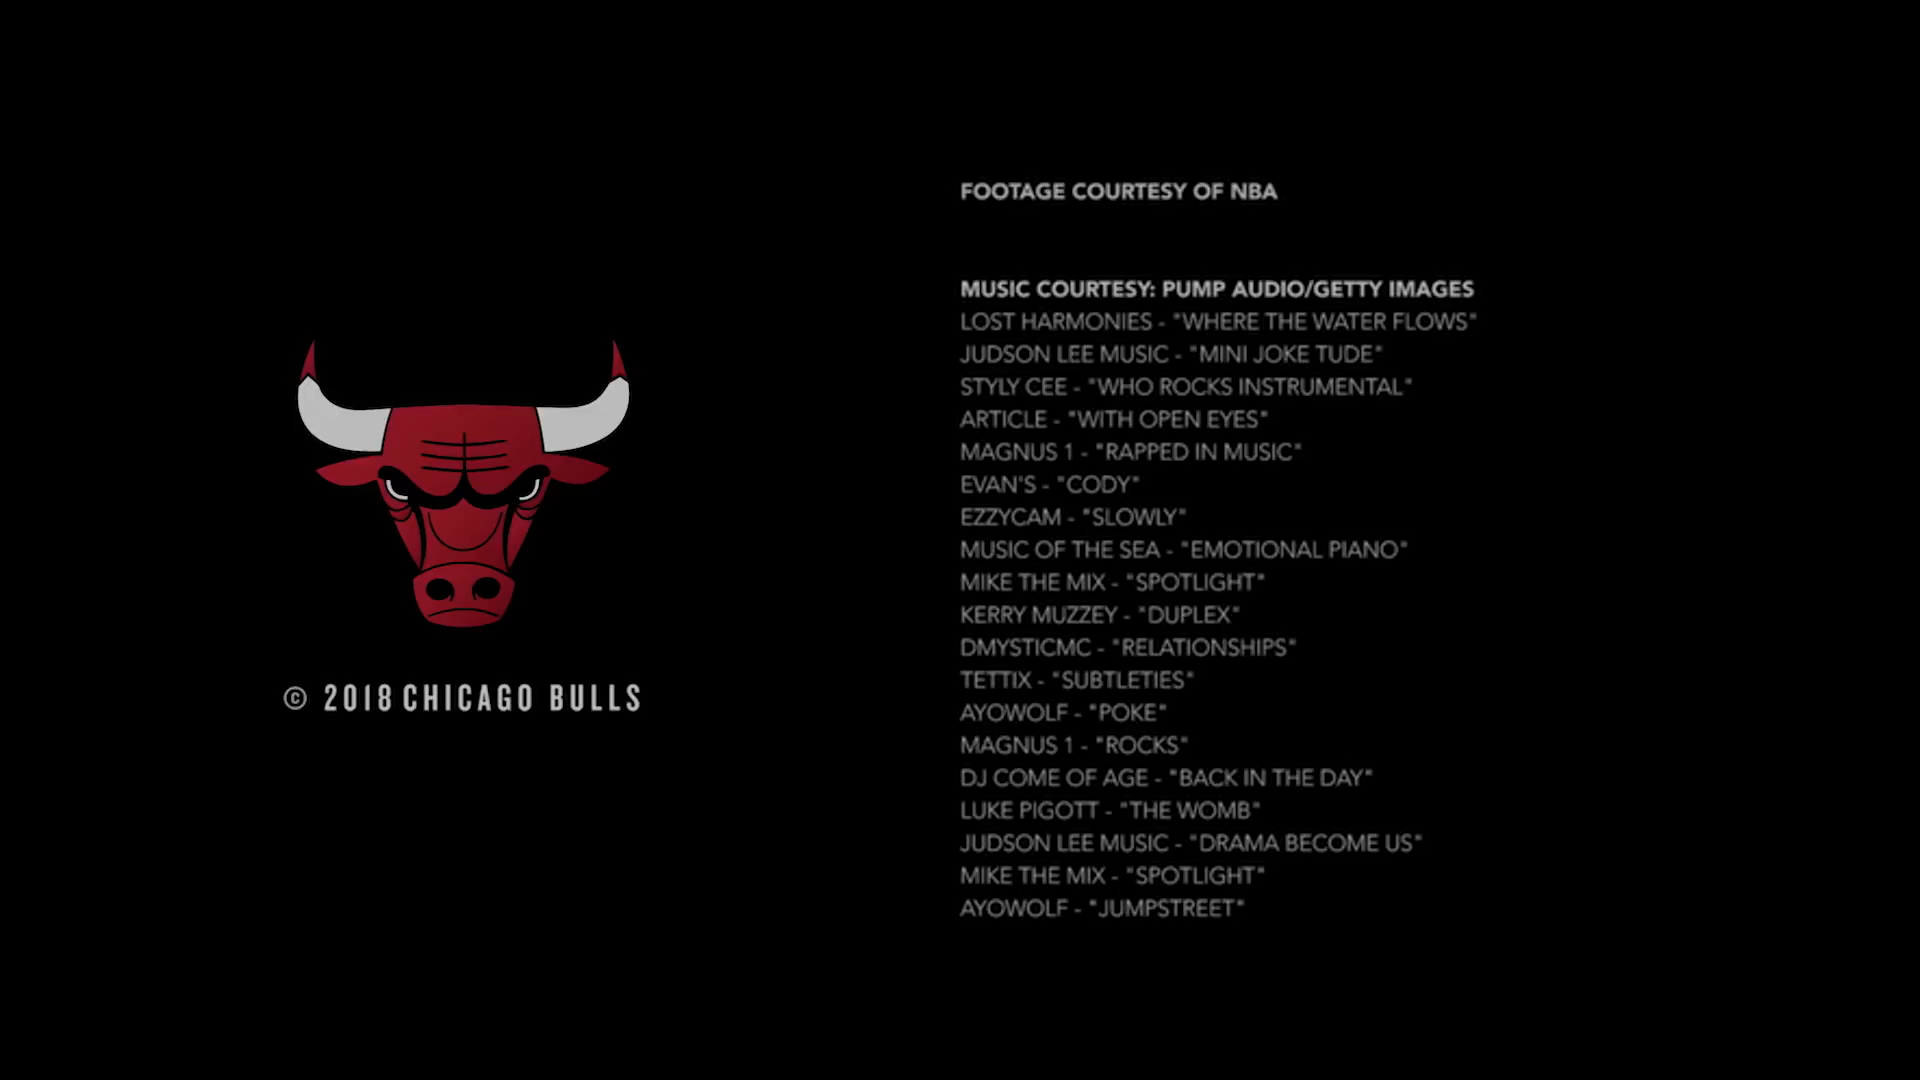 © 2018 CHICAGO BULLS
FOOTAGE COURTESY OF NBA
MUSIC COURTESY: PUMP AUDIO/GETTY IMAGES
LOST HARMONIES - "WHERE THE WATER FLOWS"
JUDSON LEE MUSIC - "MINI JOKE TUDE"
STYLY CEE - "WHO ROCKS INSTRUMENTAL"
ARTICLE - "WITH OPEN EYES"
MAGNUS 1 - "RAPPED IN MUSIC"
EVAN'S - "CODY"
EZZYCAM - "SLOWLY"
MUSIC OF THE SEA - "EMOTIONAL PIANO"
MIKE THE MIX - "SPOTLIGHT"
KERRY MUZZEY - "DUPLEX"
DMYSTICMC - "RELATIONSHIPS"
TETTIX - "SUBTLETIES"
AYOWOLF - "POKE"
MAGNUS 1 - "ROCKS"
DJ COME OF AGE - "BACK IN THE DAY"
LUKE PIGOTT - "THE WOMB"
JUDSON LEE MUSIC - "DRAMA BECOME US"
MIKE THE MIX - "SPOTLIGHT"
AYOWOLF - "JUMPSTREET"